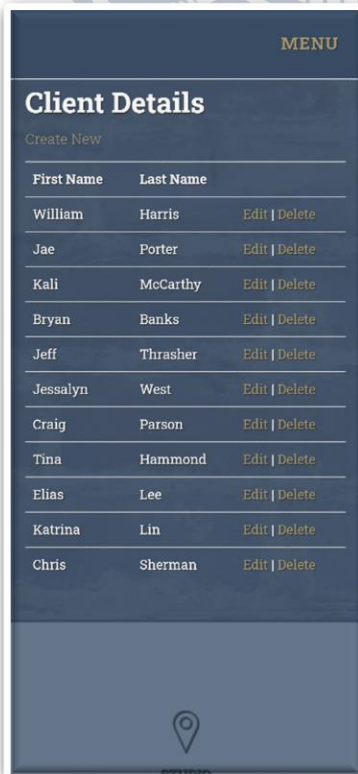 MENU
Client Details
Create New
First Name Last Name
William Harris Edit | Delete
Jae Porter Edit | Delete
Kali McCarthy Edit | Delete
Bryan Banks Edit | Delete
Jeff Thrasher Edit | Delete
Jessalyn West Edit | Delete
Craig Parson Edit | Delete
Tina Hammond Edit | Delete
Elias Lee Edit | Delete
Katrina Lin Edit | Delete
Chris Sherman Edit | Delete
STUDIO